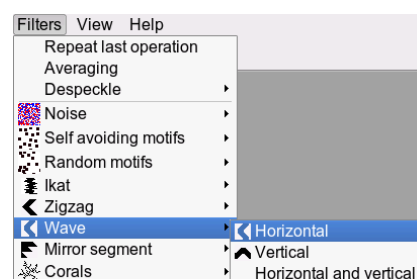 Filters View Help
Repeat last operation
Averaging
Despeckle
Noise
Self avoiding motifs
Random motifs
Ikat
Zigzag
Wave
Mirror segment
Corals
Horizontal
Vertical
Horizontal and vertical